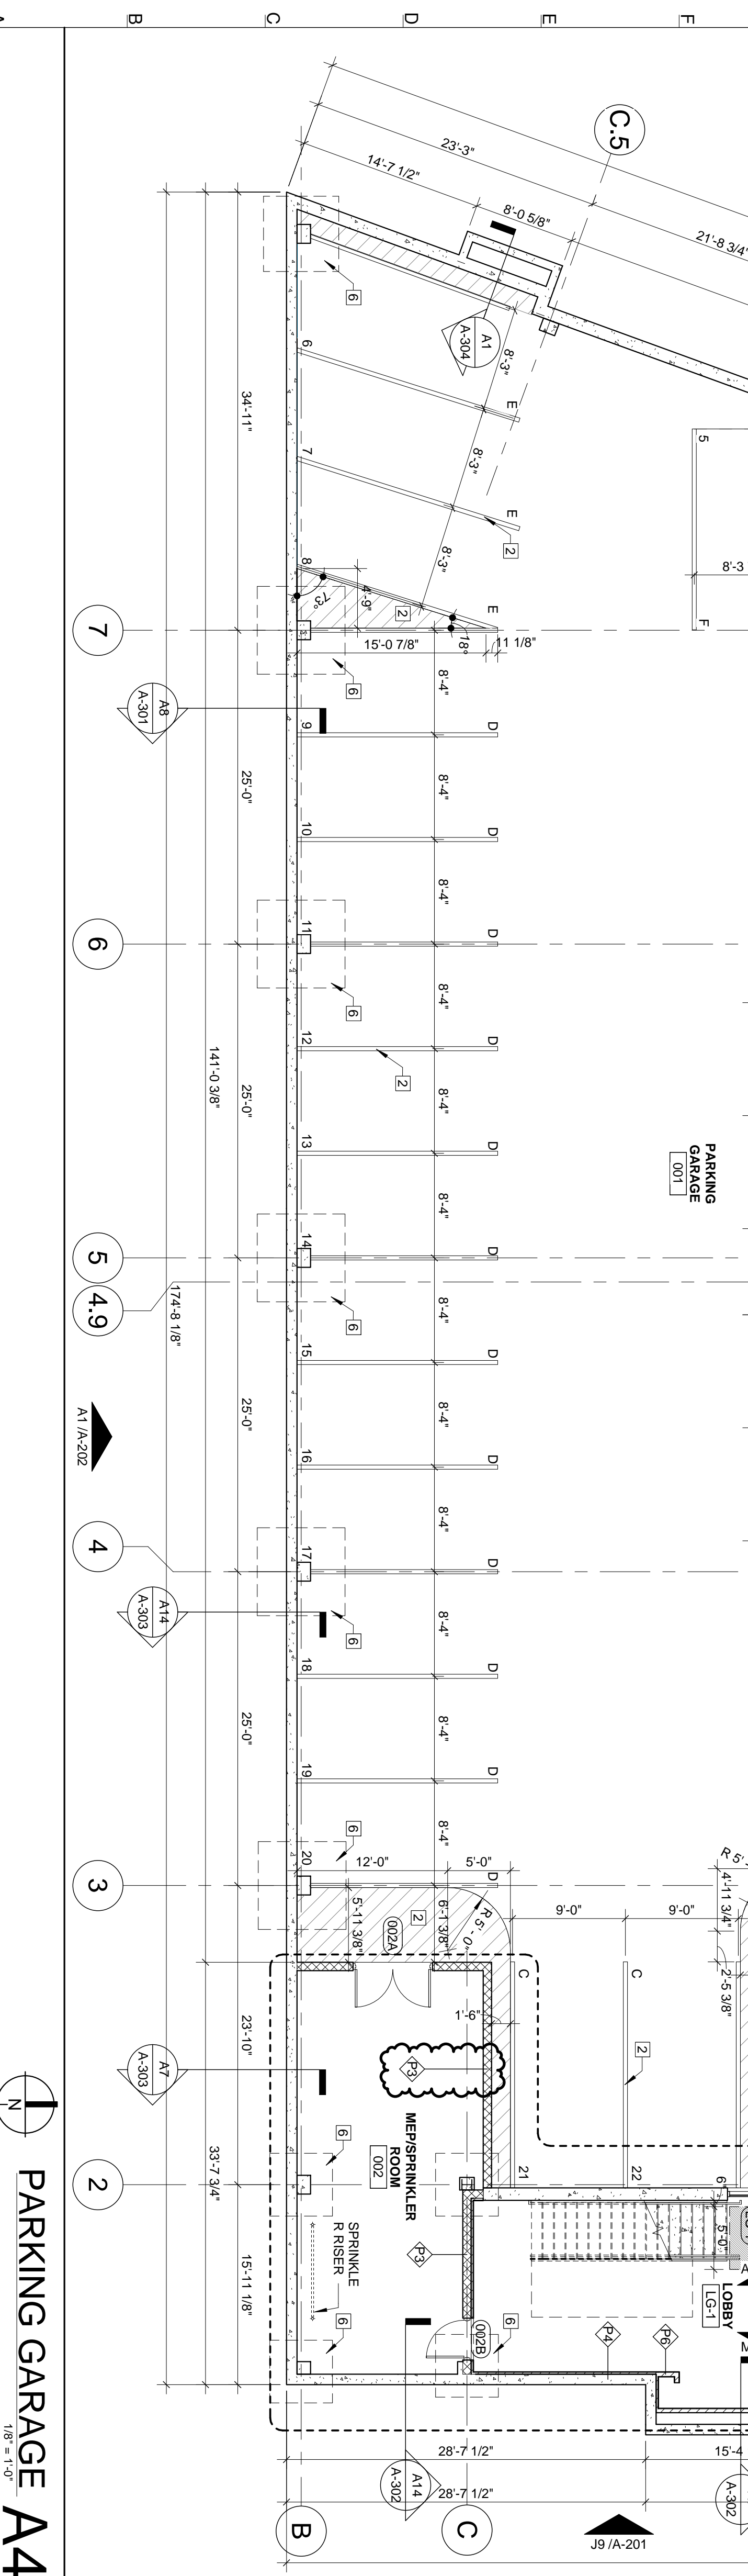 B
C
D
E
F
C.5
23'-3"
14'-7 1/2"
8'-0 5/8"
21'-8 3/4"
6
A1
A-304
6
8'-3"
E
34'-11"
7
8'-3"
E
2
5
8'-3
F
8
8'-3"
4'-9"
73°
2
E
18°
11 1/8"
15'-0 7/8"
7
6
8'-4"
A8
A-301
9
D
25'-0"
8'-4"
10
D
8'-4"
11
D
6
6
8'-4"
12
D
2
141'-0 3/8"
25'-0"
8'-4"
13
D
PARKING
GARAGE
001
8'-4"
14
D
5
4.9
174'-8 1/8"
6
8'-4"
15
D
A1 /A-202
25'-0"
8'-4"
16
D
8'-4"
17
D
4
A14
A-303
6
8'-4"
18
D
25'-0"
8'-4"
19
D
6
8'-4"
20
D
3
12'-0"
5'-0"
R 5'-0"
5'-11 3/8"
6'-1 3/8"
002A
2
9'-0"
9'-0"
4'-11 3/4"
2'-5 3/8"
C
C
1'-6"
23'-10"
A7
A-303
P3
2
MEP/SPRINKLER
ROOM
002
6
21
22
6
2
33'-7 3/4"
15'-11 1/8"
SPRINKLE
R RISER
P3
5'-0"
LOBBY
LG-1
6
002B
6
P4
P6
28'-7 1/2"
15'-4
A14
A-302
28'-7 1/2"
A-302
B
C
J9 /A-201
N
PARKING GARAGE
1/8" = 1'-0"
A4